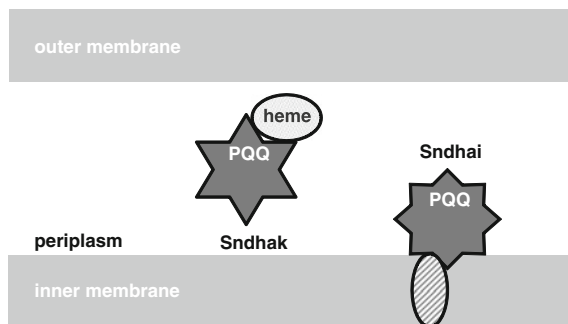 outer membrane
heme
PQQ
Sndhai
PQQ
periplasm
Sndhak
inner membrane